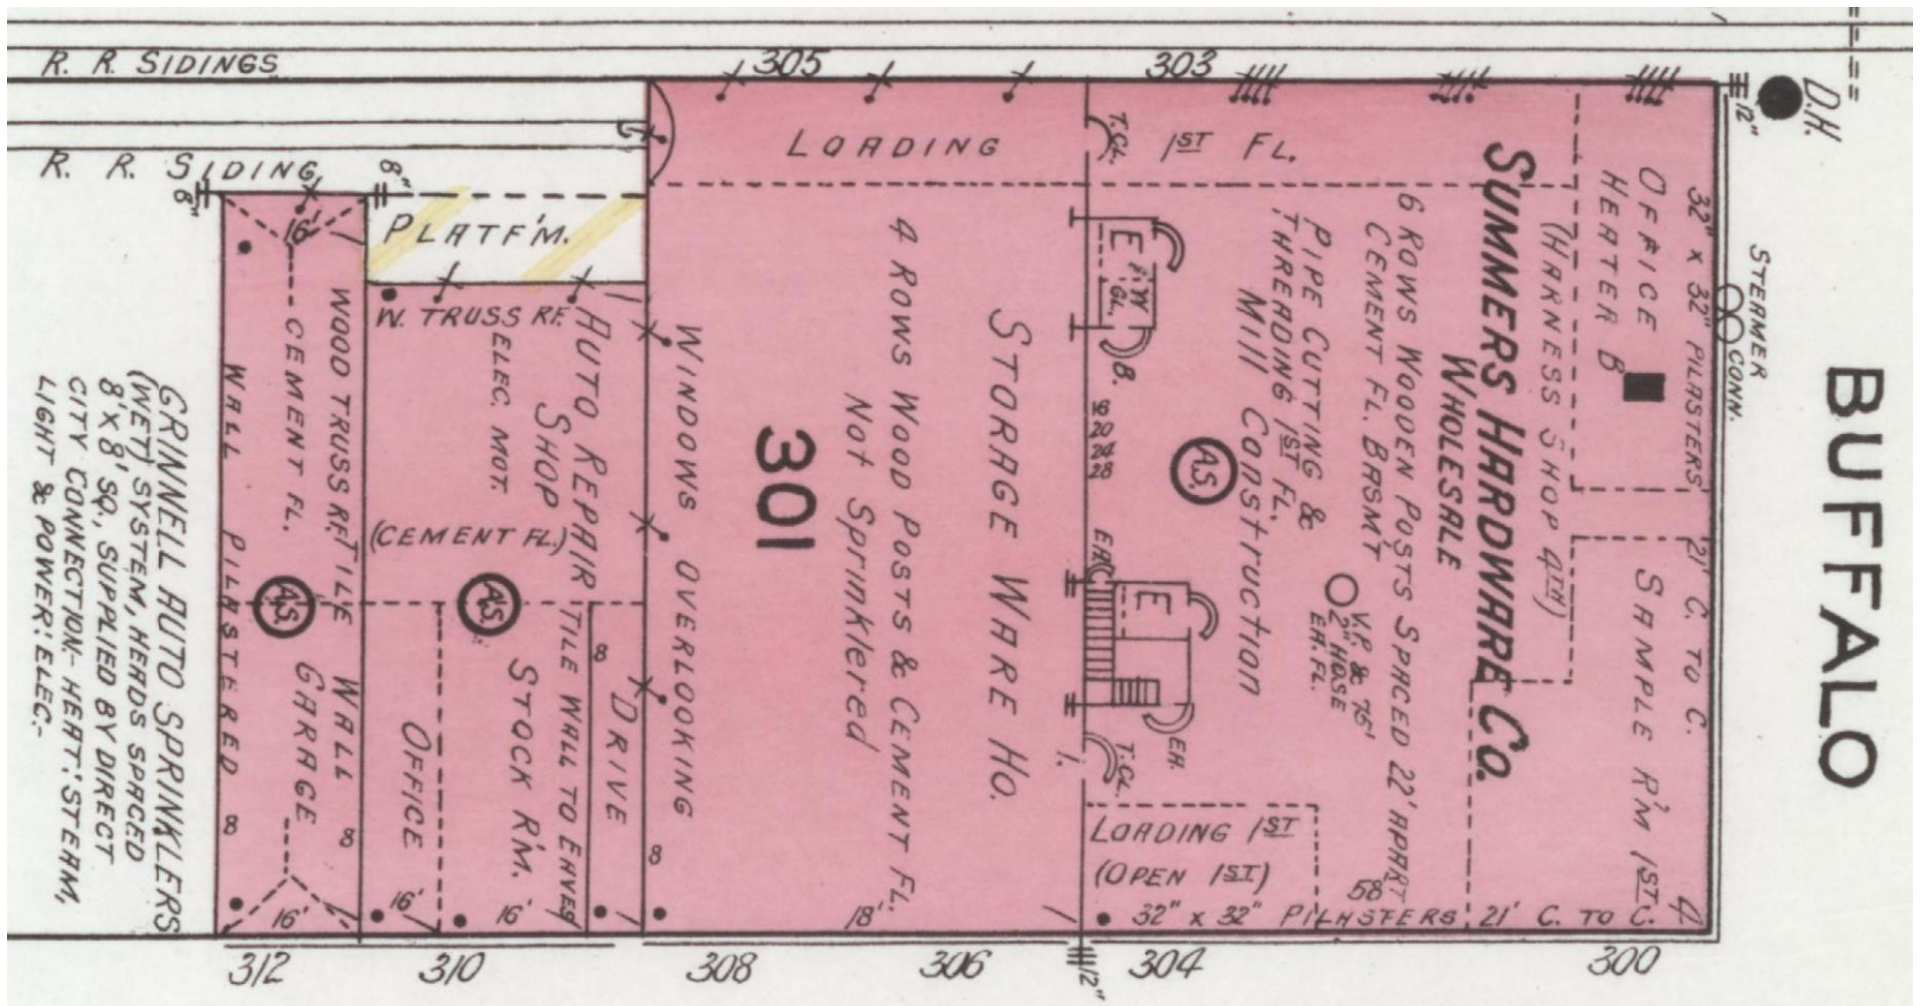 R. R. SIDINGS
305
303
12"
D.H.
R. R. SIDING
8"
8"
16'
PLATF'M.
W. TRUSS RF.
LOADING
T. CL.
1ST FL.
STEAMER
CONN.
BUFFALO
32" x 32" PILASTERS
21' C. TO C.
OFFICE
HEATER B
SAMPLE R'M 1ST
4
(HARNESS SHOP 4TH)
SUMMERS HARDWARE CO.
WHOLESALE
6 ROWS WOODEN POSTS SPACED 22' APART
CEMENT FL. BASM'T
PIPE CUTTING &
THREADING 1ST FL.
MILL CONSTRUCTION
A.S.
V.P. & 75'
2" HOSE
EA. FL.
E
W.
GL.
B.
16
20
24
28
EA.
E
EA.
T. CL.
1.
LOADING 1ST
(OPEN 1ST)
58'
32" x 32" PILASTERS 21' C. TO C.
STORAGE WARE HO.
4 ROWS WOOD POSTS & CEMENT FL.
Not Sprinklered
301
18'
WINDOWS OVERLOOKING
8
DRIVE
8
AUTO REPAIR
SHOP
ELEC. MOT.
(CEMENT FL.)
TILE WALL TO EAVES
STOCK R'M.
16'
A.S.
OFFICE
16'
WOOD TRUSS RF.
TILE WALL
8
CEMENT FL.
A.S.
GARAGE
16'
WALL PILASTERED
8
GRINNELL AUTO SPRINKLERS
(WET) SYSTEM, HEADS SPACED
8' X 8' SQ, SUPPLIED BY DIRECT
CITY CONNECTION.- HEAT: STEAM,
LIGHT & POWER: ELEC.-
312
310
308
306
12"
304
300